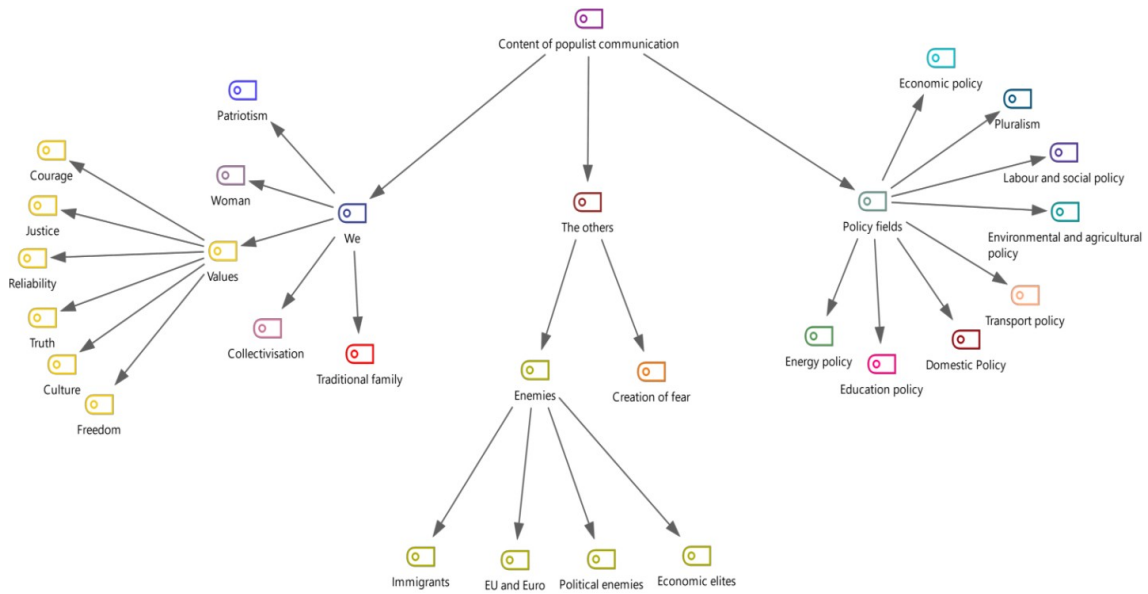 Content of populist communication
Patriotism
Woman
We
Values
Courage
Justice
Reliability
Truth
Culture
Freedom
Collectivisation
Traditional family
The others
Enemies
Creation of fear
Immigrants
EU and Euro
Political enemies
Economic elites
Policy fields
Economic policy
Pluralism
Labour and social policy
Environmental and agricultural
policy
Transport policy
Domestic Policy
Education policy
Energy policy